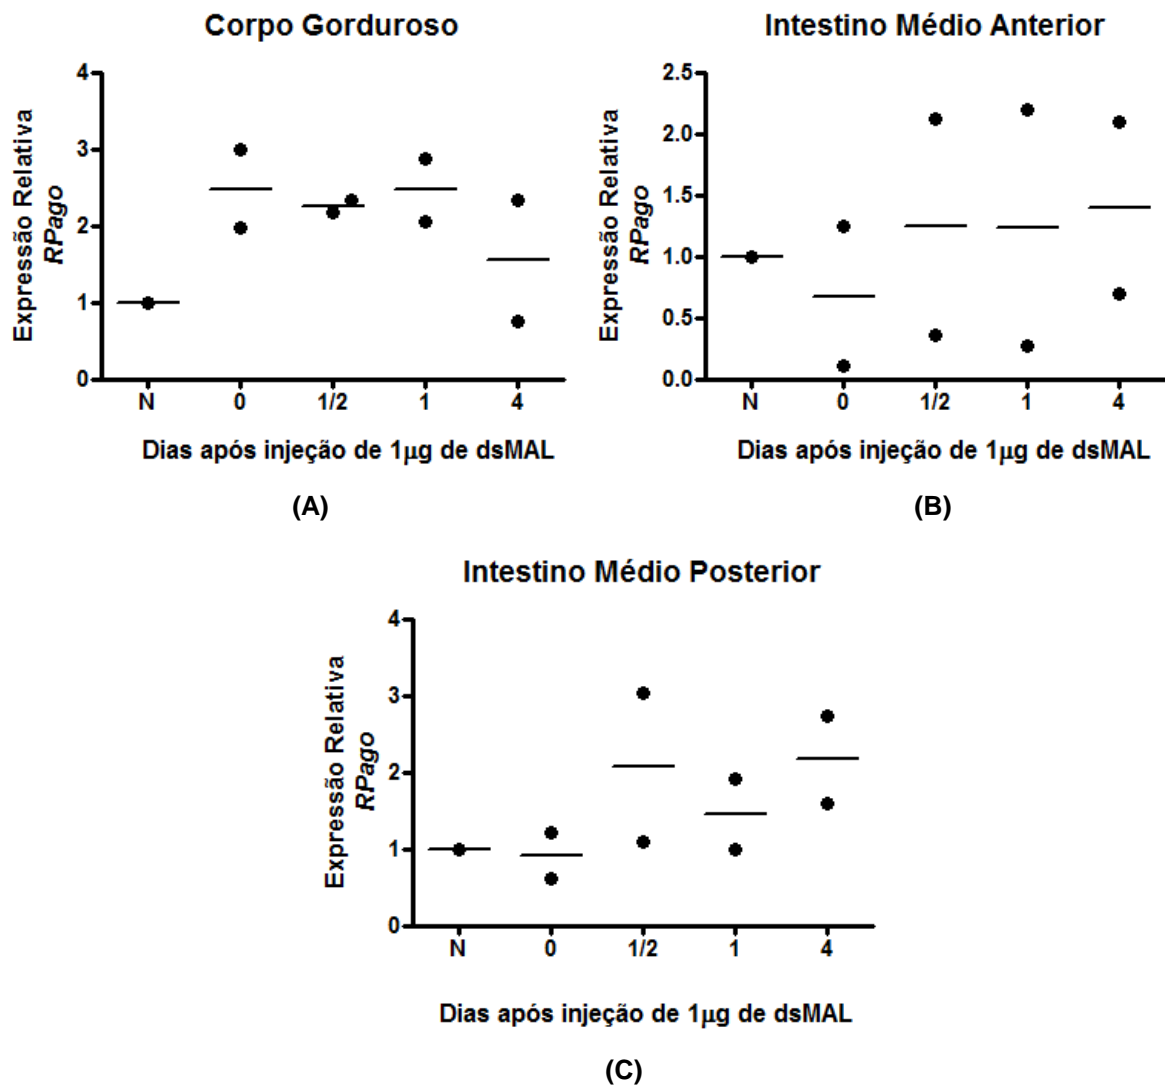 Corpo Gorduroso
Expressão Relativa
RPago
4
3
2
1
0
N 0 1/2 1 4
Dias após injeção de 1µg de dsMAL
(A)
Intestino Médio Anterior
Expressão Relativa
RPago
2.5
2.0
1.5
1.0
0.5
0.0
N 0 1/2 1 4
Dias após injeção de 1µg de dsMAL
(B)
Intestino Médio Posterior
Expressão Relativa
RPago
4
3
2
1
0
N 0 1/2 1 4
Dias após injeção de 1µg de dsMAL
(C)